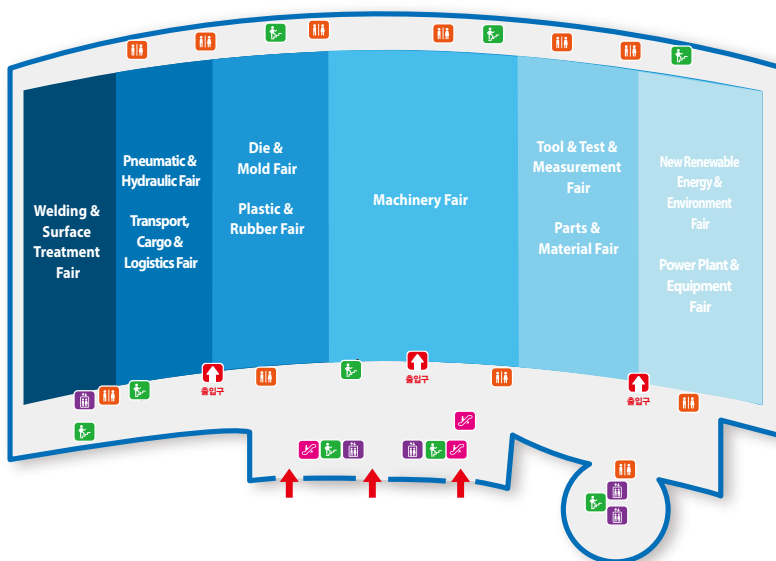 Welding &
Surface
Treatment
Fair
Pneumatic &
Hydraulic Fair
Transport,
Cargo &
Logistics Fair
Die &
Mold Fair
Plastic &
Rubber Fair
Machinery Fair
Tool & Test &
Measurement
Fair
Parts &
Material Fair
New Renewable
Energy &
Environment
Fair
Power Plant &
Equipment
Fair
출입구
출입구
출입구